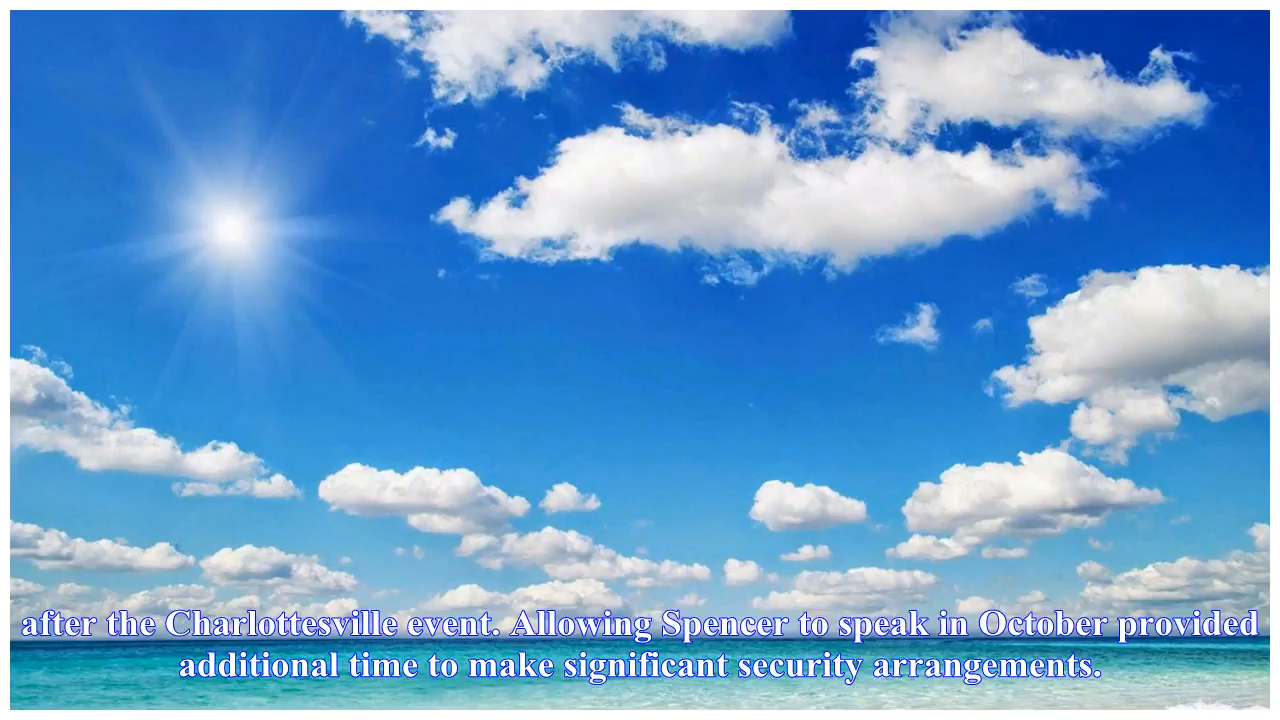 after the Charlottesville event. Allowing Spencer to speak in October provided
additional time to make significant security arrangements.